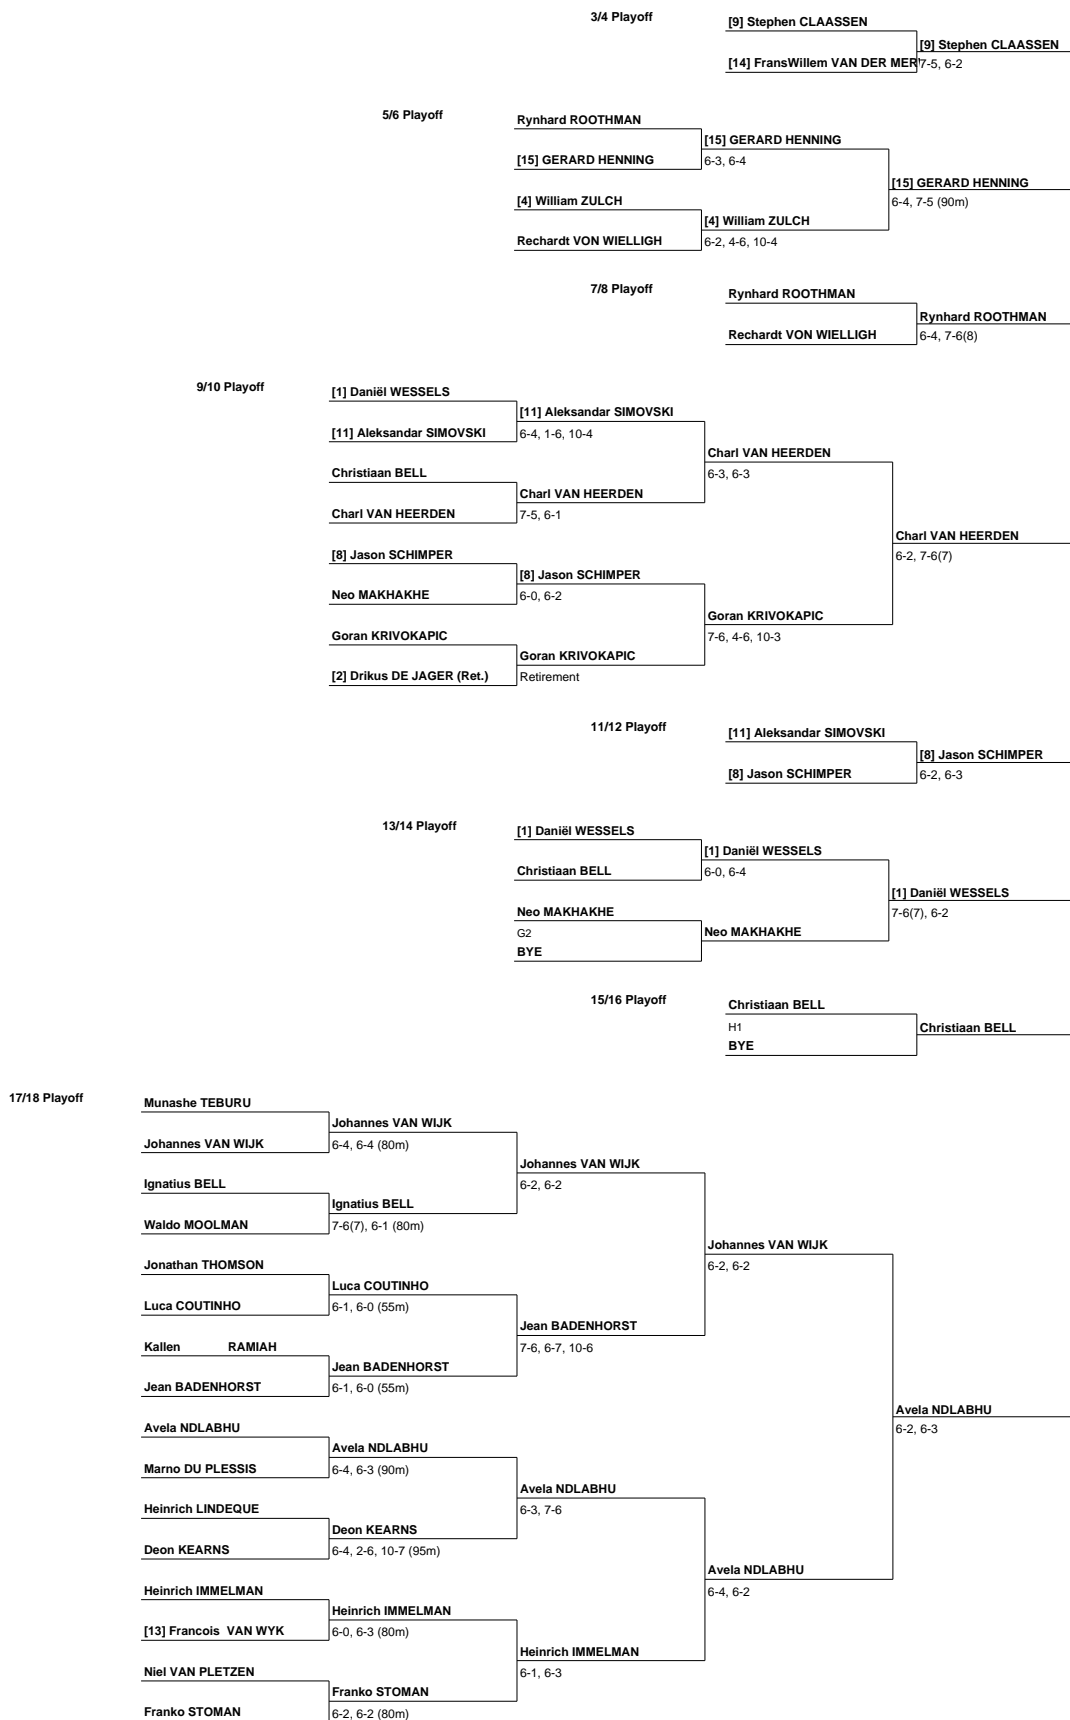 3/4 Playoff
[9] Stephen CLAASSEN
[9] Stephen CLAASSEN
[14] FransWillem VAN DER MER
7-5, 6-2
5/6 Playoff
Rynhard ROOTHMAN
[15] GERARD HENNING
[15] GERARD HENNING
6-3, 6-4
[15] GERARD HENNING
[4] William ZULCH
6-4, 7-5 (90m)
[4] William ZULCH
Rechardt VON WIELLIGH
6-2, 4-6, 10-4
7/8 Playoff
Rynhard ROOTHMAN
Rynhard ROOTHMAN
Rechardt VON WIELLIGH
6-4, 7-6(8)
9/10 Playoff
[1] Daniël WESSELS
[11] Aleksandar SIMOVSKI
[11] Aleksandar SIMOVSKI
6-4, 1-6, 10-4
Charl VAN HEERDEN
Christiaan BELL
6-3, 6-3
Charl VAN HEERDEN
Charl VAN HEERDEN
7-5, 6-1
Charl VAN HEERDEN
[8] Jason SCHIMPER
6-2, 7-6(7)
[8] Jason SCHIMPER
Neo MAKHAKHE
6-0, 6-2
Goran KRIVOKAPIC
Goran KRIVOKAPIC
7-6, 4-6, 10-3
Goran KRIVOKAPIC
[2] Drikus DE JAGER (Ret.)
Retirement
11/12 Playoff
[11] Aleksandar SIMOVSKI
[8] Jason SCHIMPER
[8] Jason SCHIMPER
6-2, 6-3
13/14 Playoff
[1] Daniël WESSELS
[1] Daniël WESSELS
Christiaan BELL
6-0, 6-4
[1] Daniël WESSELS
Neo MAKHAKHE
7-6(7), 6-2
G2
Neo MAKHAKHE
BYE
15/16 Playoff
Christiaan BELL
H1
Christiaan BELL
BYE
17/18 Playoff
Munashe TEBURU
Johannes VAN WIJK
Johannes VAN WIJK
6-4, 6-4 (80m)
Johannes VAN WIJK
Ignatius BELL
6-2, 6-2
Ignatius BELL
Waldo MOOLMAN
7-6(7), 6-1 (80m)
Johannes VAN WIJK
Jonathan THOMSON
6-2, 6-2
Luca COUTINHO
Luca COUTINHO
6-1, 6-0 (55m)
Jean BADENHORST
Kallen RAMIAH
7-6, 6-7, 10-6
Jean BADENHORST
Jean BADENHORST
6-1, 6-0 (55m)
Avela NDLABHU
Avela NDLABHU
6-2, 6-3
Avela NDLABHU
Marno DU PLESSIS
6-4, 6-3 (90m)
Avela NDLABHU
Heinrich LINDEQUE
6-3, 7-6
Deon KEARNS
Deon KEARNS
6-4, 2-6, 10-7 (95m)
Avela NDLABHU
Heinrich IMMELMAN
6-4, 6-2
Heinrich IMMELMAN
[13] Francois VAN WYK
6-0, 6-3 (80m)
Heinrich IMMELMAN
Niel VAN PLETZEN
6-1, 6-3
Franko STOMAN
Franko STOMAN
6-2, 6-2 (80m)